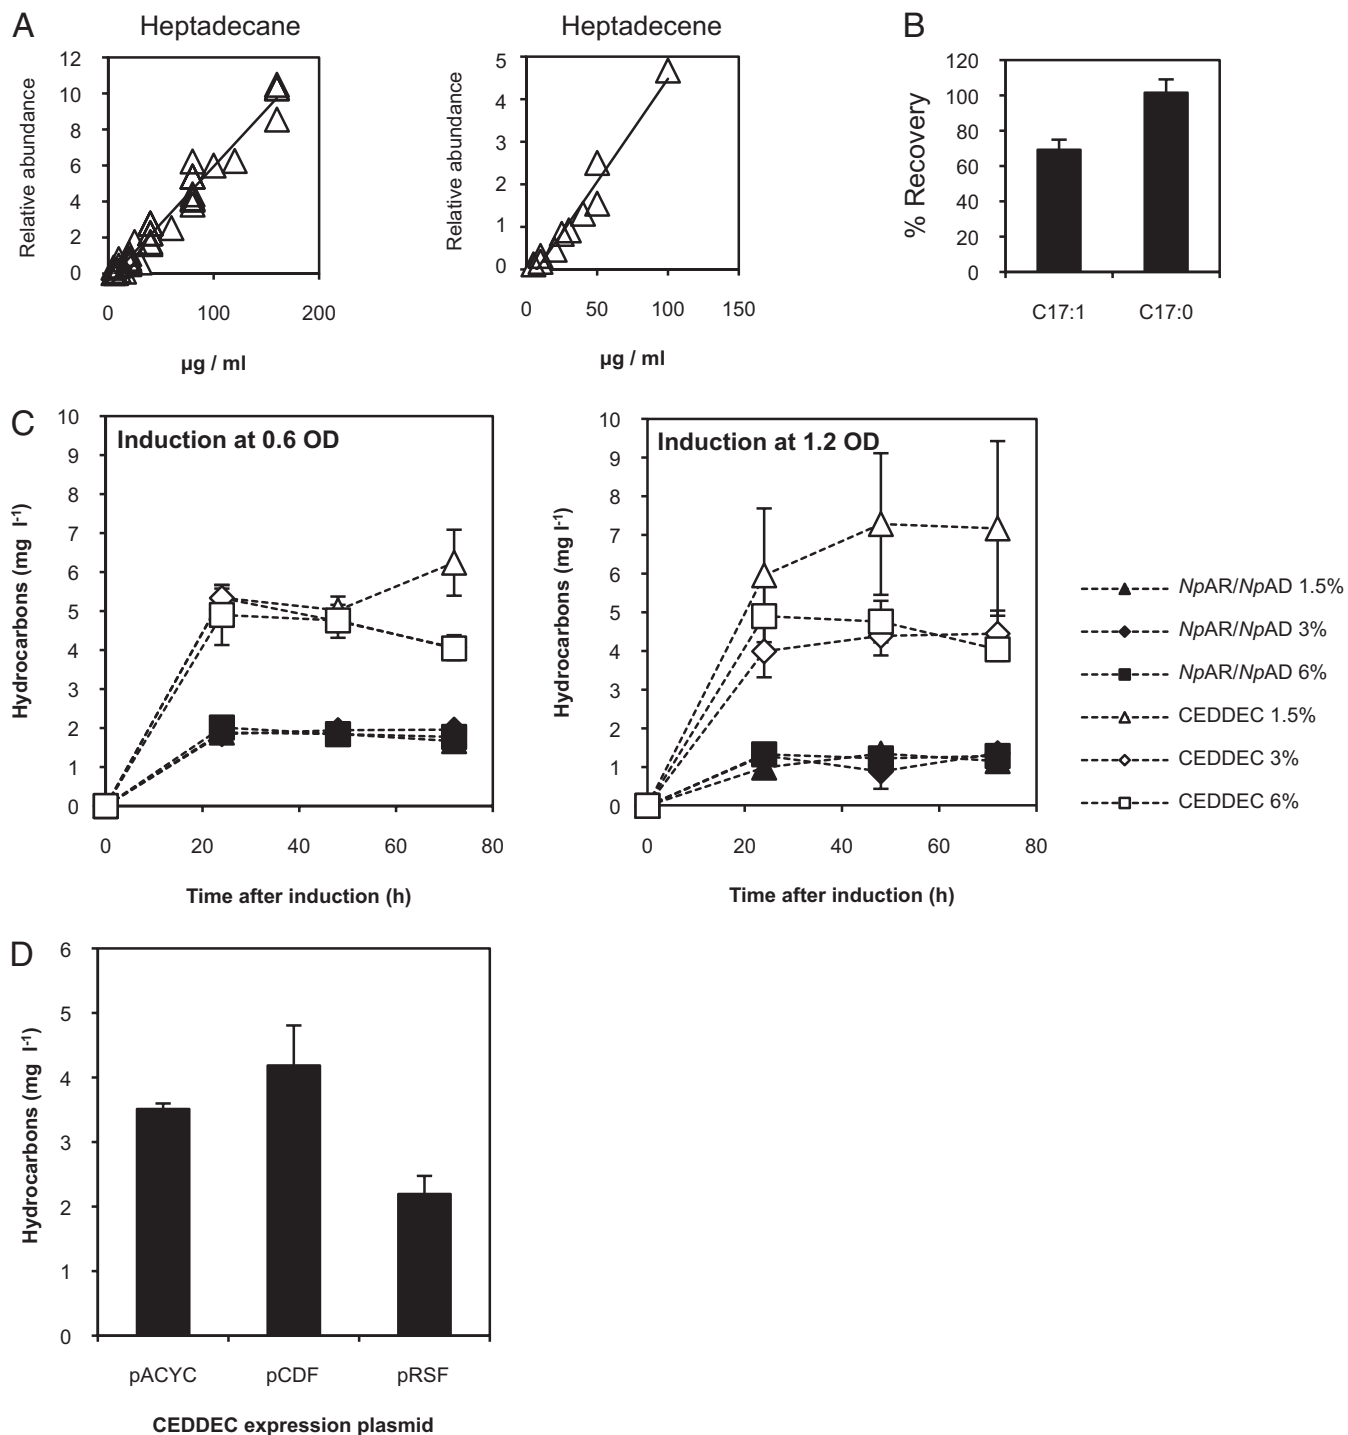 A
Heptadecane
Relative abundance
12
10
8
6
4
2
0
0 100 200
µg / ml
Heptadecene
Relative abundance
5
4
3
2
1
0
0 50 100 150
µg / ml
B
% Recovery
120
100
80
60
40
20
0
C17:1 C17:0
C
Induction at 0.6 OD
Hydrocarbons (mg l-1)
10
9
8
7
6
5
4
3
2
1
0
0 20 40 60 80
Time after induction (h)
Induction at 1.2 OD
Hydrocarbons (mg l-1)
10
9
8
7
6
5
4
3
2
1
0
0 20 40 60 80
Time after induction (h)
NpAR/NpAD 1.5%
NpAR/NpAD 3%
NpAR/NpAD 6%
CEDDEC 1.5%
CEDDEC 3%
CEDDEC 6%
D
Hydrocarbons (mg l-1)
6
5
4
3
2
1
0
pACYC pCDF pRSF
CEDDEC expression plasmid